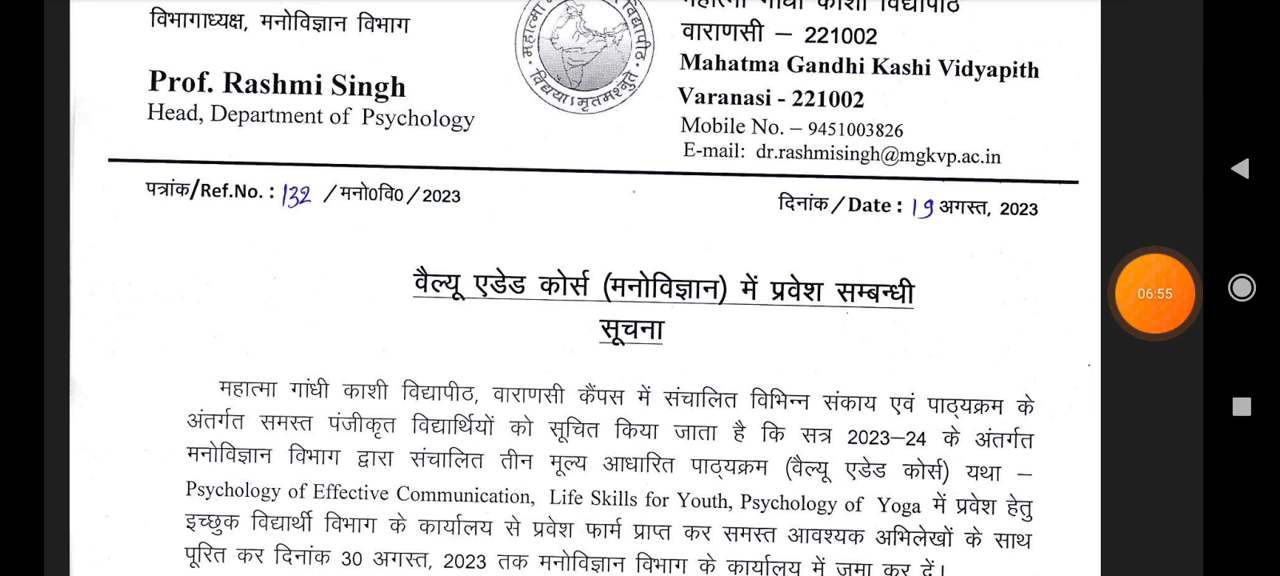 विभागाध्यक्ष, मनोविज्ञान विभाग
Prof. Rashmi Singh
Head, Department of Psychology
महात्मा गांधी काशी विद्यापीठ
वाराणसी – 221002
Mahatma Gandhi Kashi Vidyapith
Varanasi - 221002
Mobile No. – 9451003826
E-mail: dr.rashmisingh@mgkvp.ac.in
पत्रांक/Ref.No. : 132 /मनो0वि0/2023
दिनांक/Date : 19 अगस्त, 2023
वैल्यू एडेड कोर्स (मनोविज्ञान) में प्रवेश सम्बन्धी
सूचना
महात्मा गांधी काशी विद्यापीठ, वाराणसी कैंपस में संचालित विभिन्न संकाय एवं पाठ्यक्रम के
अंतर्गत समस्त पंजीकृत विद्यार्थियों को सूचित किया जाता है कि सत्र 2023–24 के अंतर्गत
मनोविज्ञान विभाग द्वारा संचालित तीन मूल्य आधारित पाठ्यक्रम (वैल्यू एडेड कोर्स) यथा –
Psychology of Effective Communication, Life Skills for Youth, Psychology of Yoga में प्रवेश हेतु
इच्छुक विद्यार्थी विभाग के कार्यालय से प्रवेश फार्म प्राप्त कर समस्त आवश्यक अभिलेखों के साथ
पूरित कर दिनांक 30 अगस्त, 2023 तक मनोविज्ञान विभाग के कार्यालय में जमा कर दें।
06:55